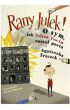 Rany Julek!
O tym,
jak Julian Tuwim
został poetą
Agnieszka
Frączek